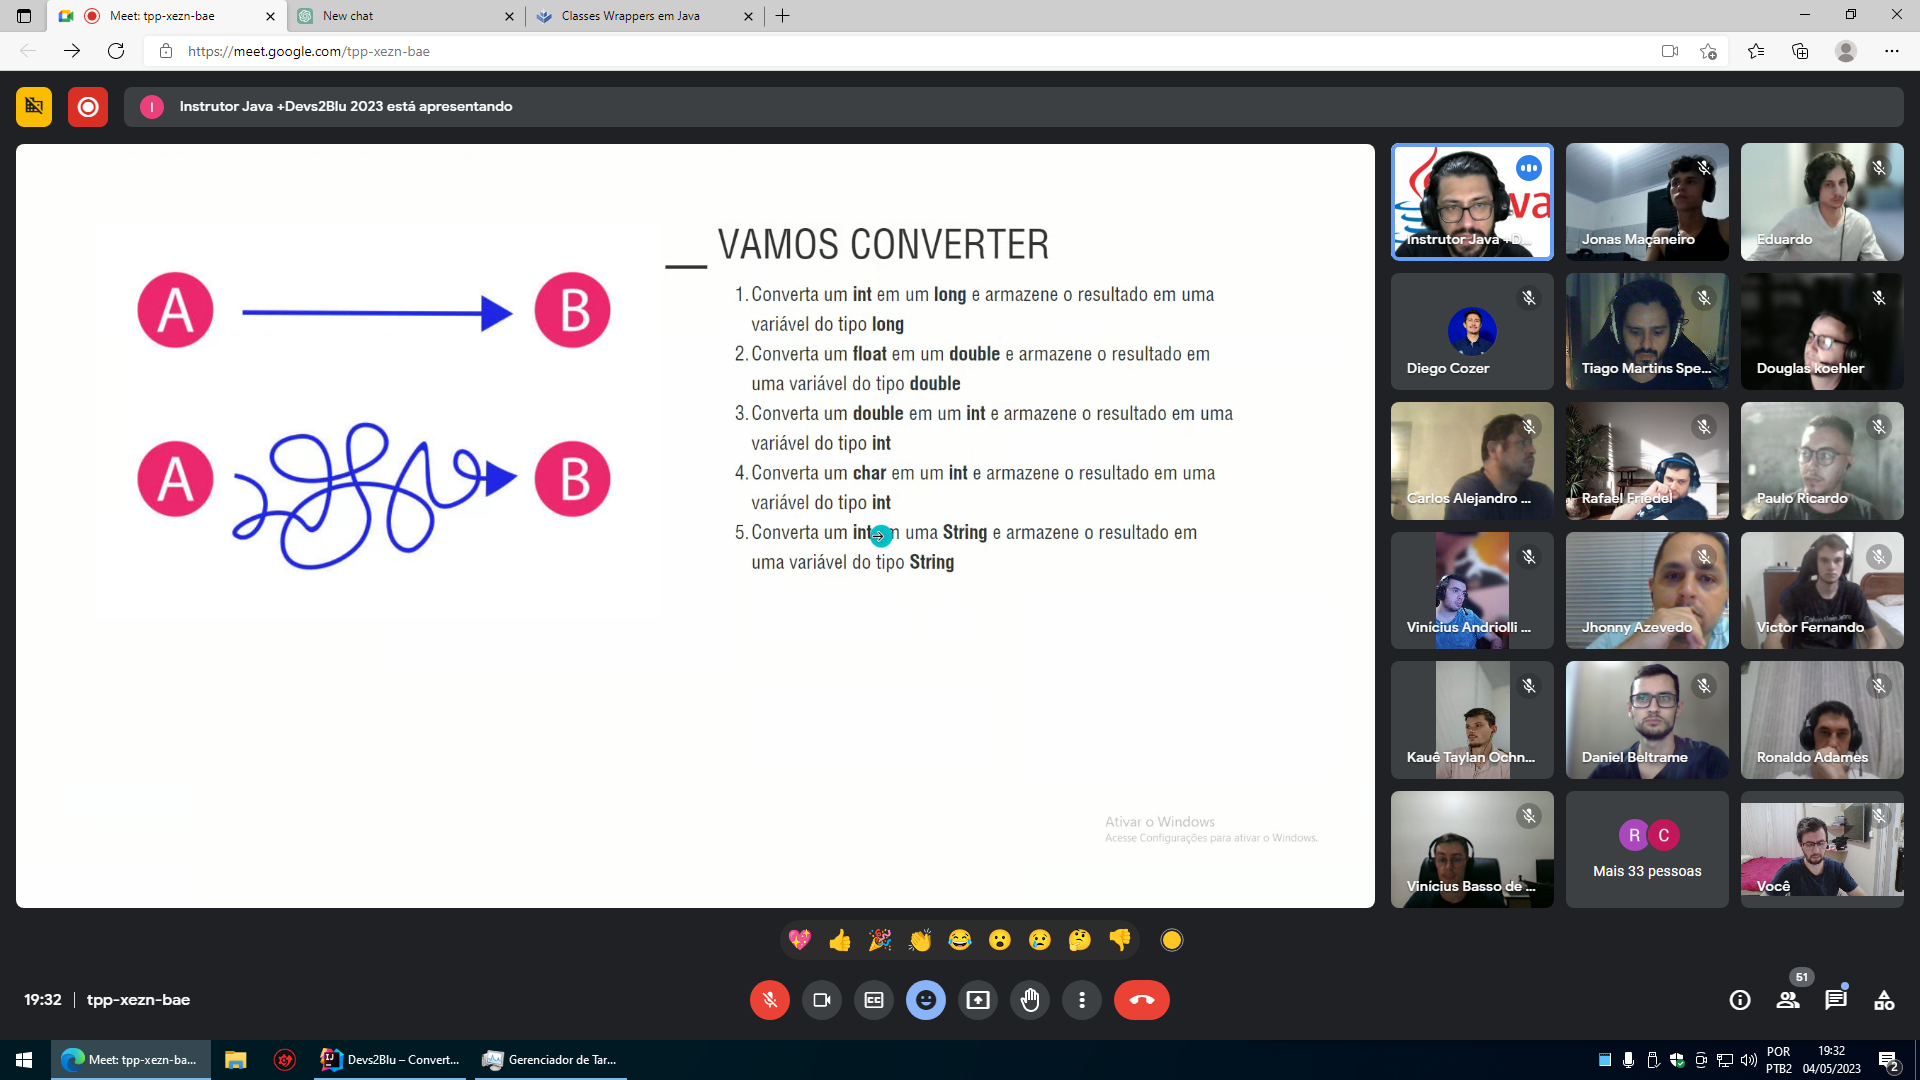 Meet: tpp-xezn-bae
New chat
Classes Wrappers em Java
https://meet.google.com/tpp-xezn-bae
I
Instrutor Java +Devs2Blu 2023 está apresentando
VAMOS CONVERTER
A
B
A
B
1. Converta um int em um long e armazene o resultado em uma
variável do tipo long
2. Converta um float em um double e armazene o resultado em
uma variável do tipo double
3. Converta um double em um int e armazene o resultado em uma
variável do tipo int
4. Converta um char em um int e armazene o resultado em uma
variável do tipo int
5. Converta um int em uma String e armazene o resultado em
uma variável do tipo String
Ativar o Windows
Acesse Configurações para ativar o Windows.
Instrutor Java +D...
Jonas Maçaneiro
Eduardo
Diego Cozer
Tiago Martins Spe...
Douglas koehler
Carlos Alejandro ...
Rafael Friedel
Paulo Ricardo
Vinícius Andriolli ...
Jhonny Azevedo
Victor Fernando
Kauê Taylan Ochn...
Daniel Beltrame
Ronaldo Adames
Vinícius Basso de ...
R C
Mais 33 pessoas
Você
19:32 | tpp-xezn-bae
51
Meet: tpp-xezn-ba...
Devs2Blu – Convert...
Gerenciador de Tar...
POR
PTB2
19:32
04/05/2023
2